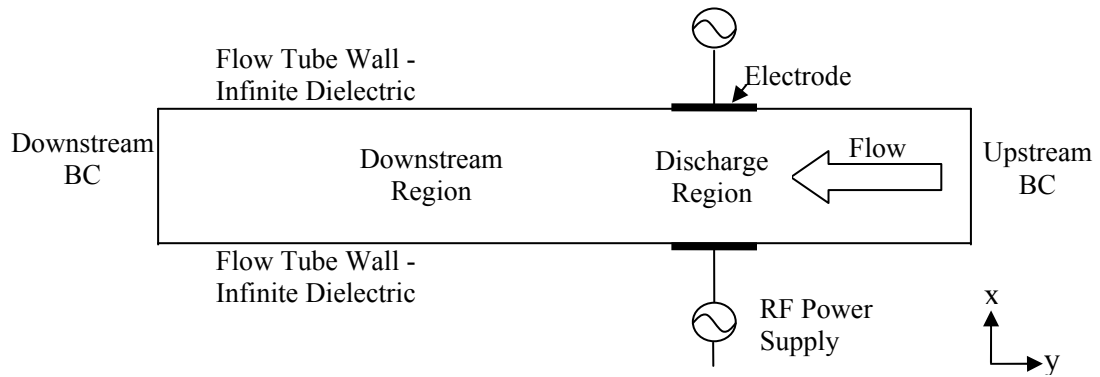 Flow Tube Wall -
Infinite Dielectric
Electrode
Downstream
BC
Downstream
Region
Discharge
Region
Flow
Upstream
BC
Flow Tube Wall -
Infinite Dielectric
RF Power
Supply
x
y